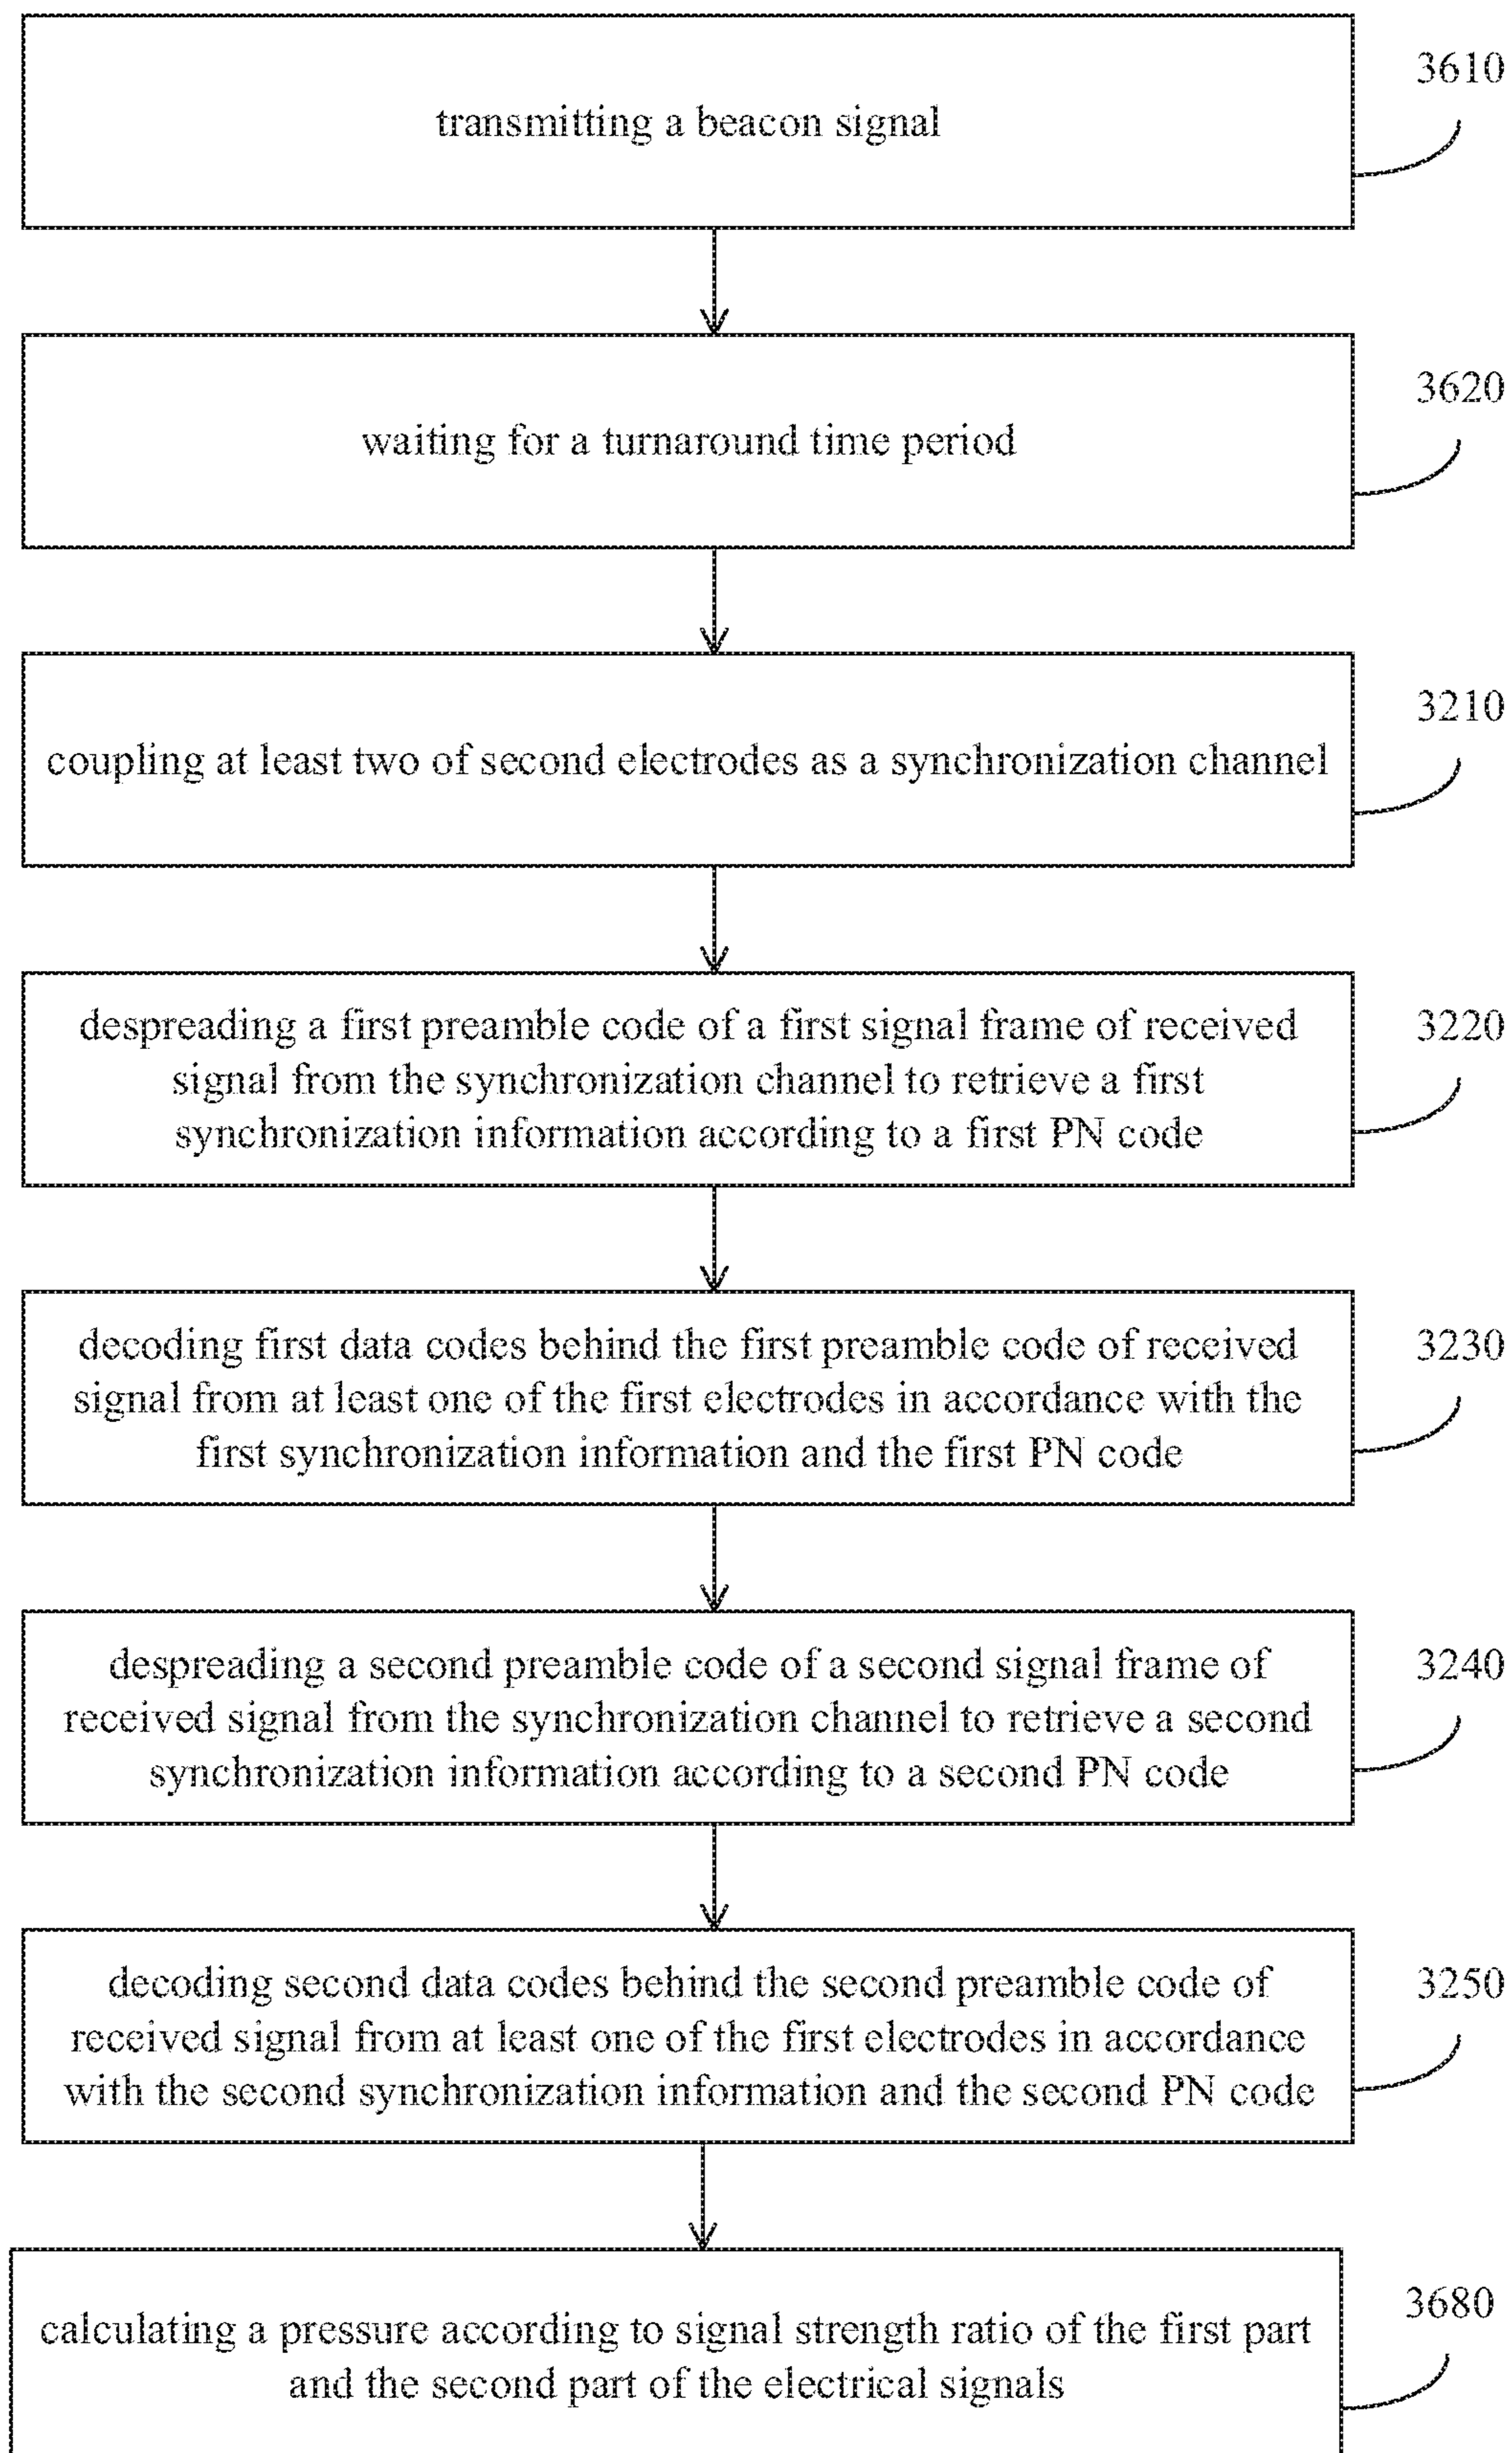 transmitting a beacon signal
3610
waiting for a turnaround time period
3620
coupling at least two of second electrodes as a synchronization channel
3210
despreading a first preamble code of a first signal frame of received
signal from the synchronization channel to retrieve a first
synchronization information according to a first PN code
3220
decoding first data codes behind the first preamble code of received
signal from at least one of the first electrodes in accordance with the
first synchronization information and the first PN code
3230
despreading a second preamble code of a second signal frame of
received signal from the synchronization channel to retrieve a second
synchronization information according to a second PN code
3240
decoding second data codes behind the second preamble code of
received signal from at least one of the first electrodes in accordance
with the second synchronization information and the second PN code
3250
calculating a pressure according to signal strength ratio of the first part
and the second part of the electrical signals
3680